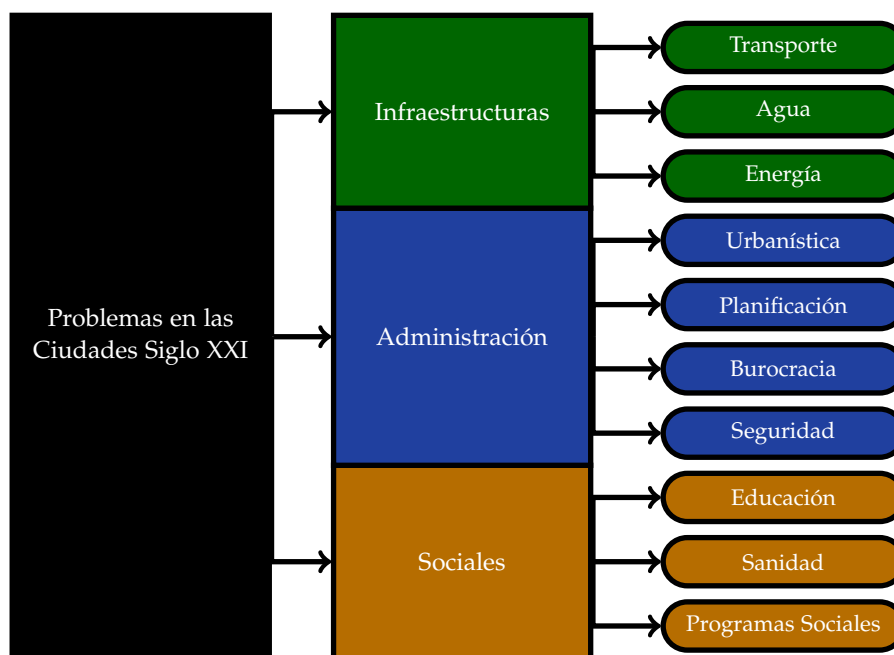 Problemas en las
Ciudades Siglo XXI
Infraestructuras
Transporte
Agua
Energía
Administración
Urbanística
Planificación
Burocracia
Seguridad
Sociales
Educación
Sanidad
Programas Sociales